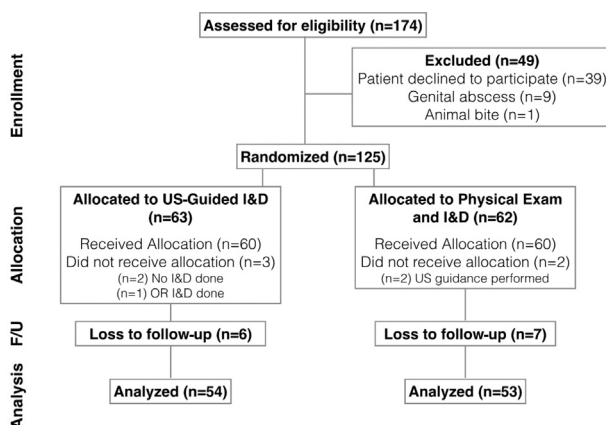 Assessed for eligibility (n=174)
Enrollment
Excluded (n=49)
Patient declined to participate (n=39)
Genital abscess (n=9)
Animal bite (n=1)
Randomized (n=125)
Allocation
Allocated to US-Guided I&D
(n=63)
Received Allocation (n=60)
Did not receive allocation (n=3)
(n=2) No I&D done
(n=1) OR I&D done
Allocated to Physical Exam
and I&D (n=62)
Received Allocation (n=60)
Did not receive allocation (n=2)
(n=2) US guidance performed
F/U
Loss to follow-up (n=6)
Loss to follow-up (n=7)
Analysis
Analyzed (n=54)
Analyzed (n=53)